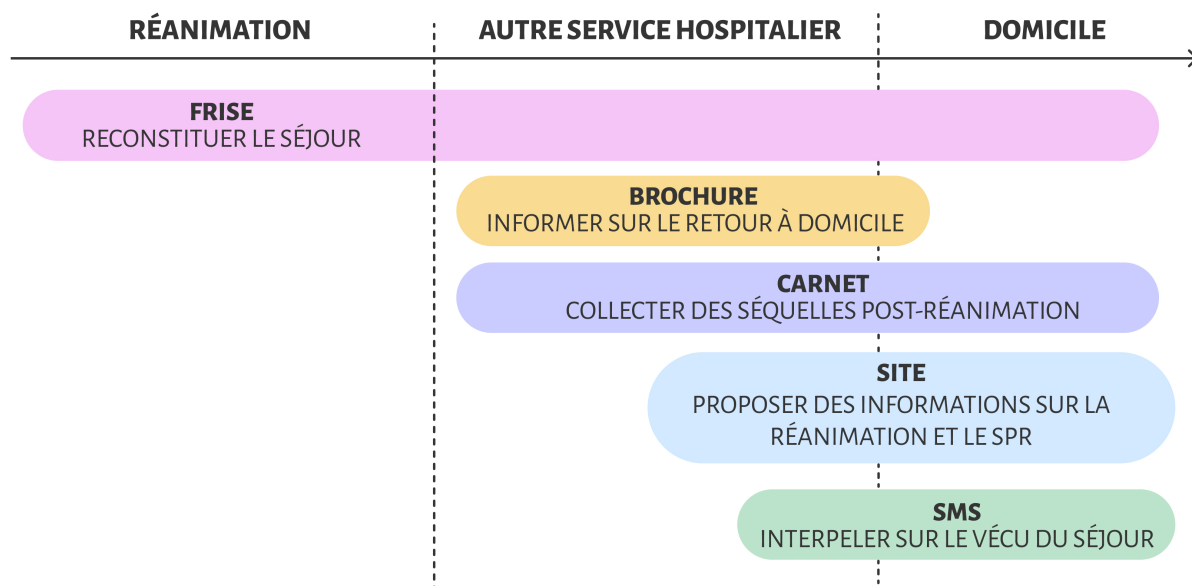 RÉANIMATION
AUTRE SERVICE HOSPITALIER
DOMICILE
FRISE
RECONSTITUER LE SÉJOUR
BROCHURE
INFORMER SUR LE RETOUR À DOMICILE
CARNET
COLLECTER DES SÉQUELLES POST-RÉANIMATION
SITE
PROPOSER DES INFORMATIONS SUR LA
RÉANIMATION ET LE SPR
SMS
INTERPELER SUR LE VÉCU DU SÉJOUR